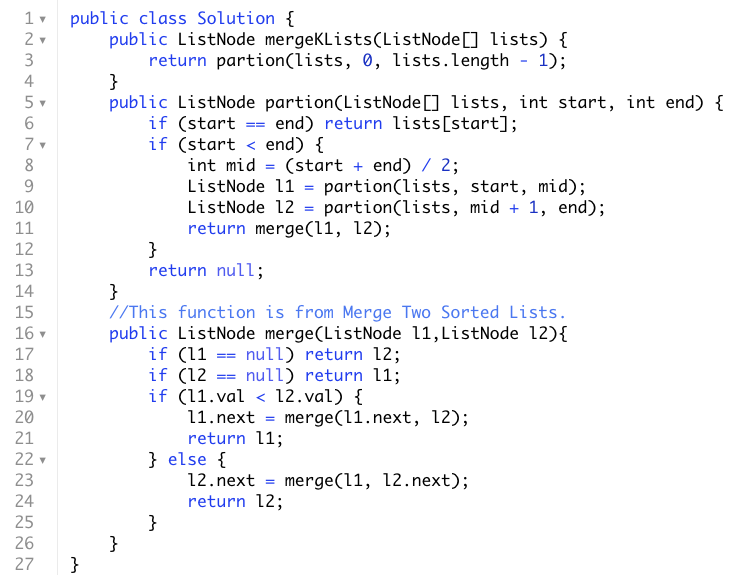 1 public class Solution {
2     public ListNode mergeKLists(ListNode[] lists) {
3         return partion(lists, 0, lists.length - 1);
4     }
5     public ListNode partion(ListNode[] lists, int start, int end) {
6         if (start == end) return lists[start];
7         if (start < end) {
8             int mid = (start + end) / 2;
9             ListNode l1 = partion(lists, start, mid);
10             ListNode l2 = partion(lists, mid + 1, end);
11             return merge(l1, l2);
12         }
13         return null;
14     }
15     //This function is from Merge Two Sorted Lists.
16     public ListNode merge(ListNode l1,ListNode l2){
17         if (l1 == null) return l2;
18         if (l2 == null) return l1;
19         if (l1.val < l2.val) {
20             l1.next = merge(l1.next, l2);
21             return l1;
22         } else {
23             l2.next = merge(l1, l2.next);
24             return l2;
25         }
26     }
27 }